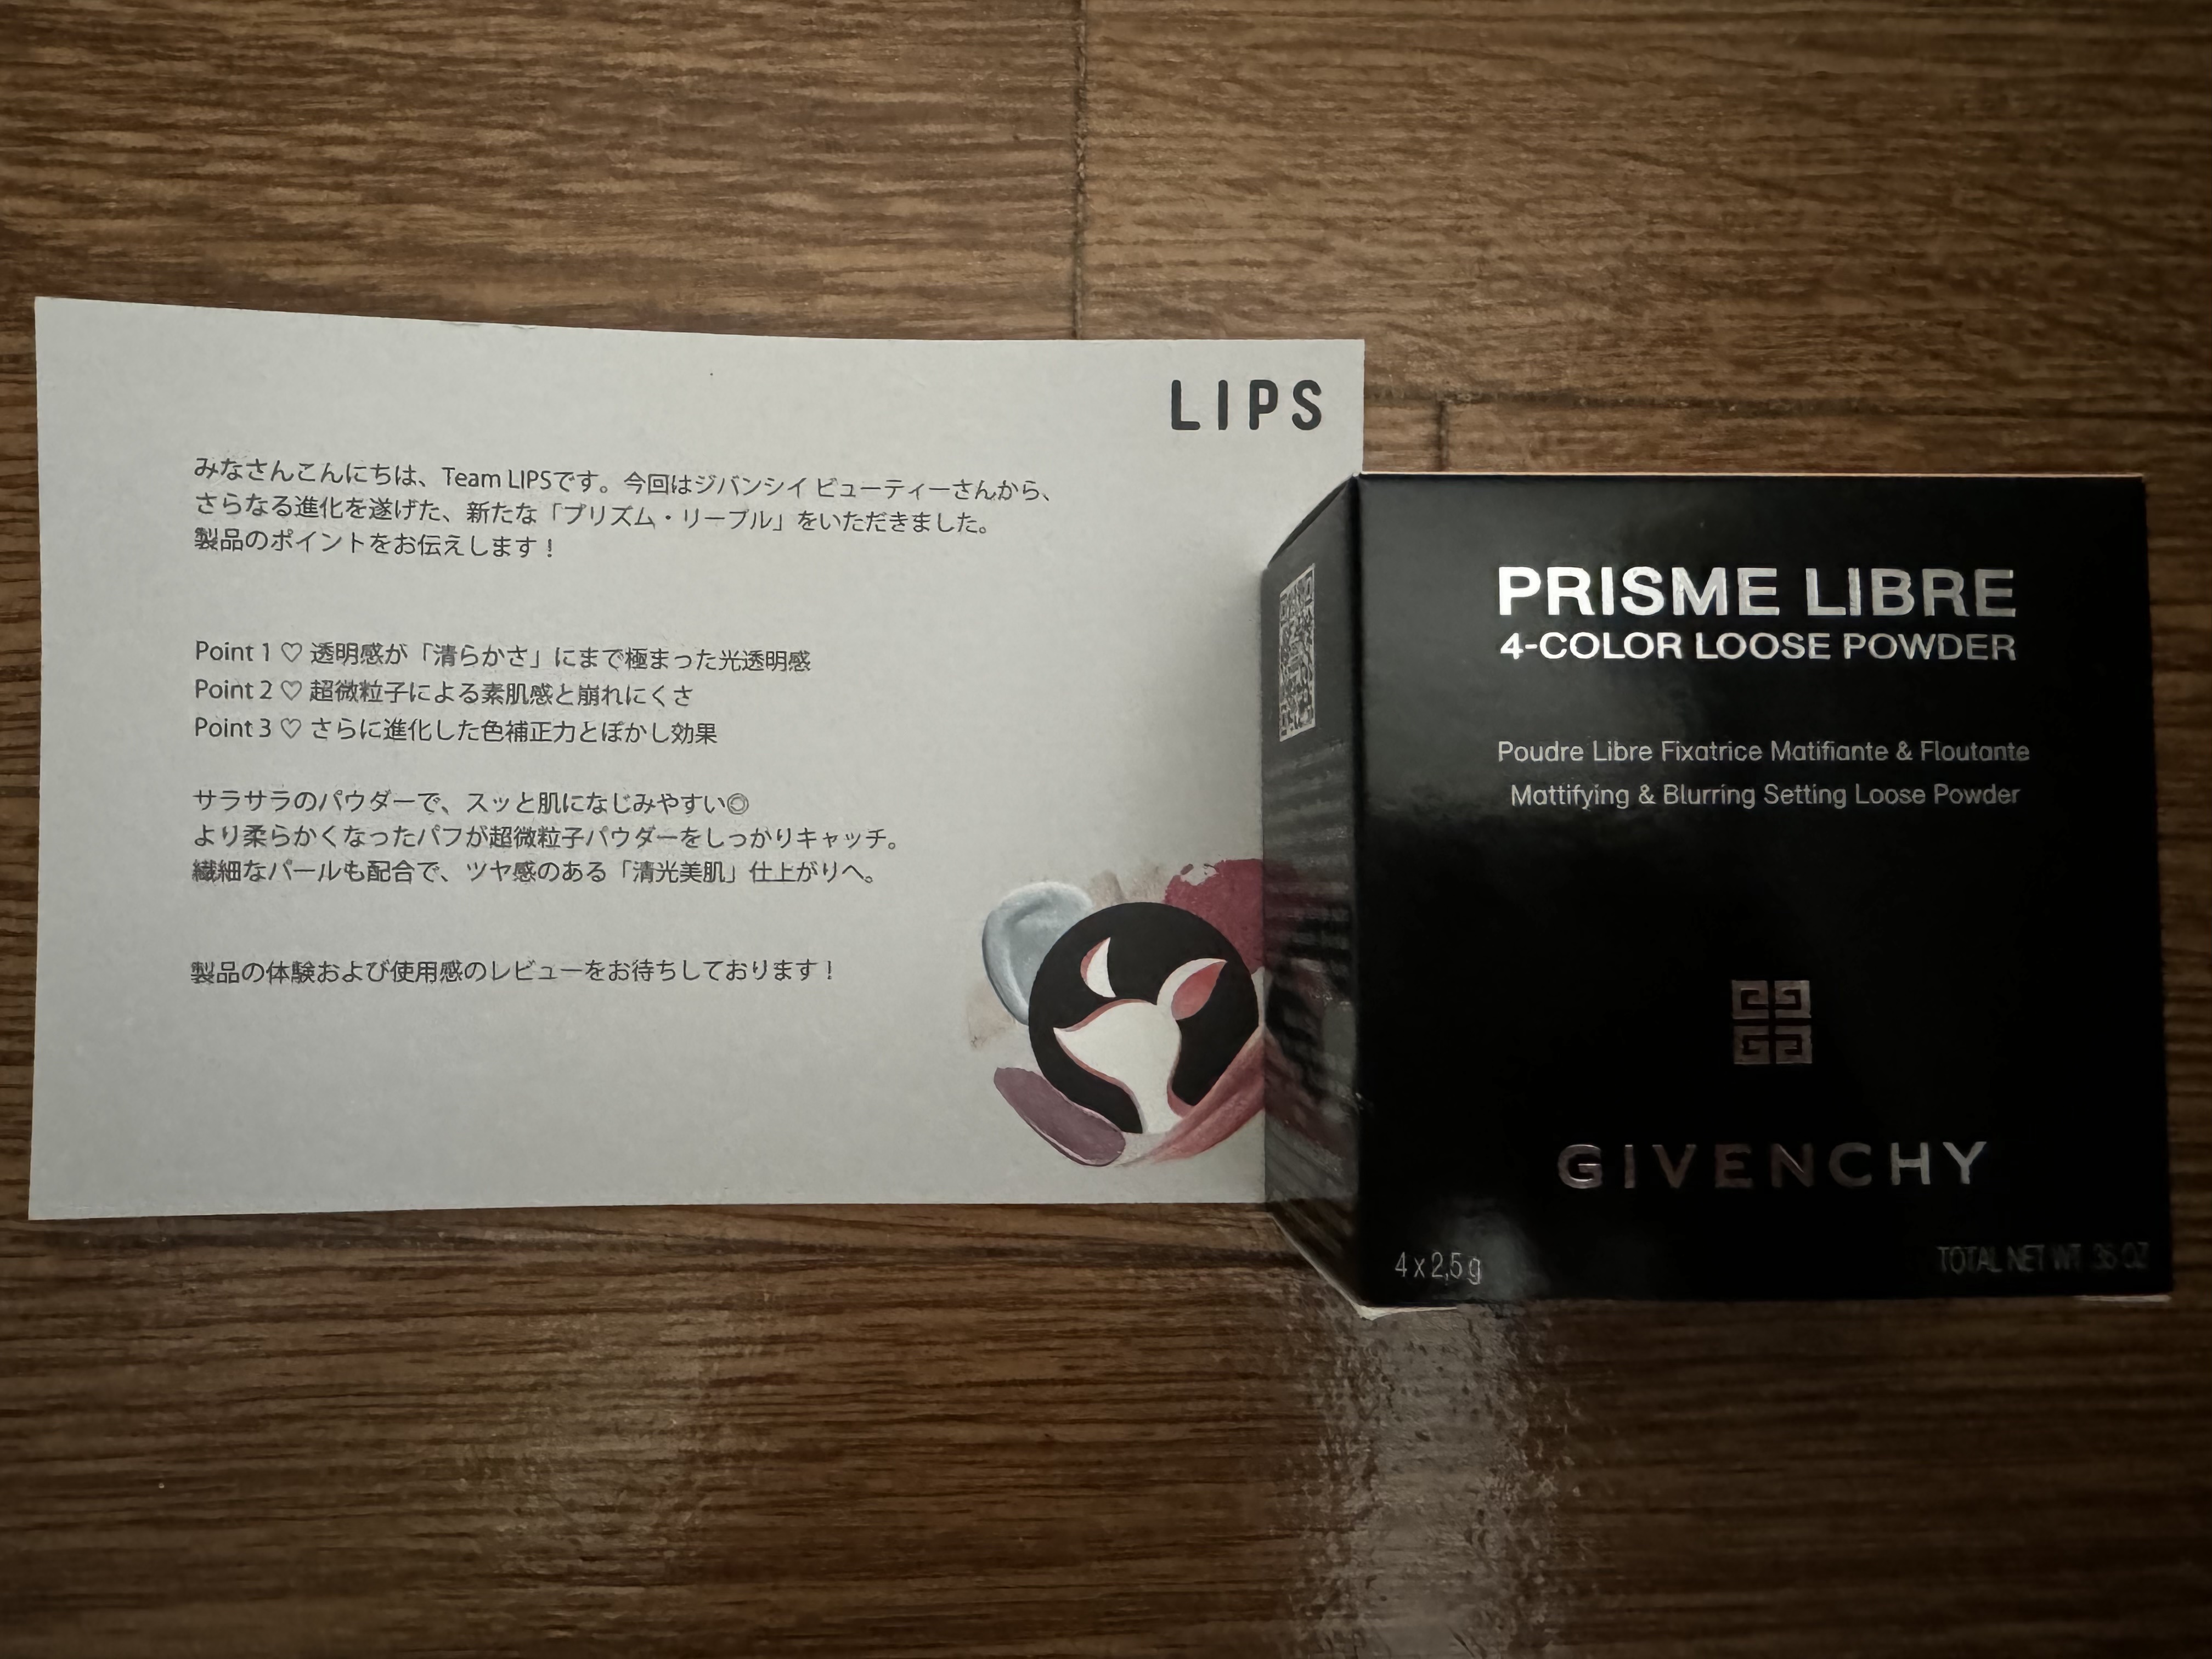 LIPS
みなさんこんにちは、Team LIPSです。今回はジバンシイ ビューティーさんから、
さらなる進化を遂げた、新たな「プリズム・リーブル」をいただきました。
製品のポイントをお伝えします！
Point 1 ♡ 透明感が「清らかさ」にまで極まった光透明感
Point 2 ♡ 超微粒子による素肌感と崩れにくさ
Point 3 ♡ さらに進化した色補正力とぼかし効果
サラサラのパウダーで、スッと肌になじみやすい◎
より柔らかくなったパフが超微粒子パウダーをしっかりキャッチ。
繊細なパールも配合で、ツヤ感のある「清光美肌」仕上がりへ。
製品の体験および使用感のレビューをお待ちしております！
PRISME LIBRE
4-COLOR LOOSE POWDER
Poudre Libre Fixatrice Matifiante & Floutante
Mattifying & Blurring Setting Loose Powder
GIVENCHY
4 x 2,5 g
TOTAL NET WT .35 OZ